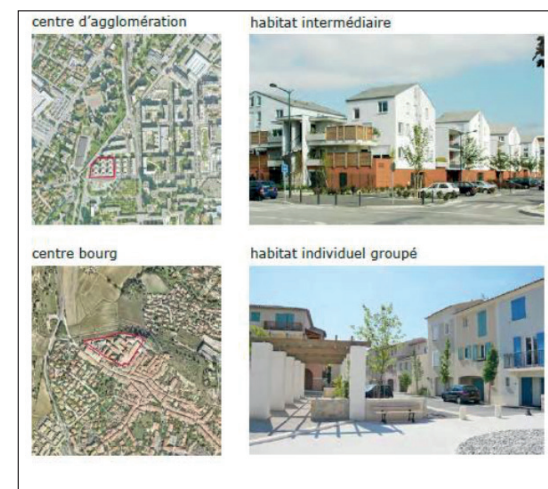 centre d'agglomération
habitat intermédiaire
centre bourg
habitat individuel groupé